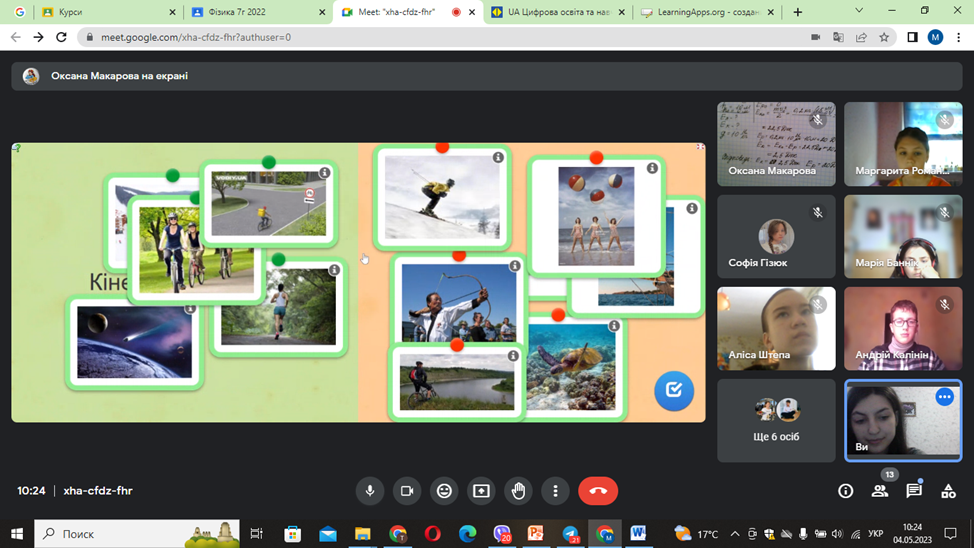 Курси
Фізика 7г 2022
Meet: "xha-cfdz-fhr"
UA Цифрова освіта та нав
LearningApps.org - создан
meet.google.com/xha-cfdz-fhr?authuser=0
M
Оксана Макарова на екрані
Кіне
Оксана Макарова
Маргарита Роман...
Софія Гізюк
Марія Баннік
Аліса Штепа
Андрій Калінін
Ще 6 осіб
Ви
10:24 | xha-cfdz-fhr
13
Поиск
17°C
УКР
10:24
04.05.2023